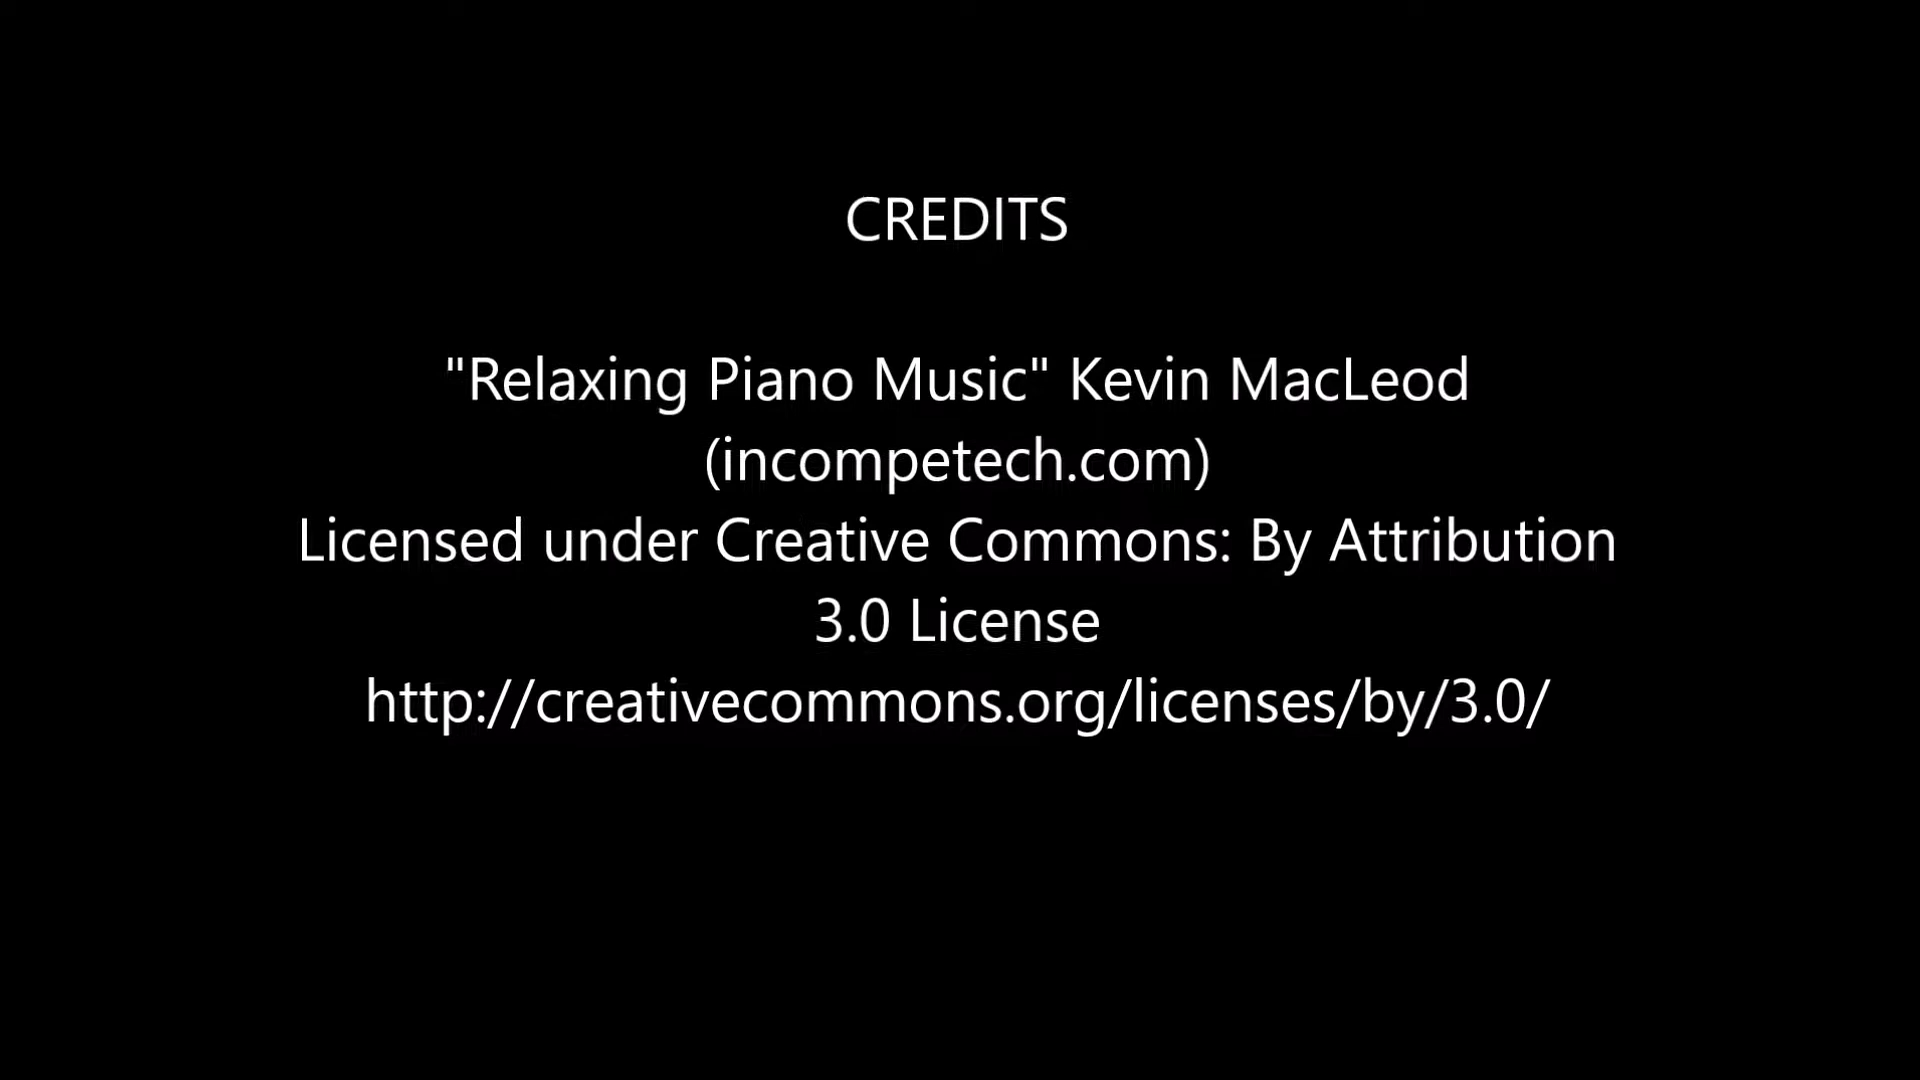 CREDITS
"Relaxing Piano Music" Kevin MacLeod
(incompetech.com)
Licensed under Creative Commons: By Attribution
3.0 License
http://creativecommons.org/licenses/by/3.0/